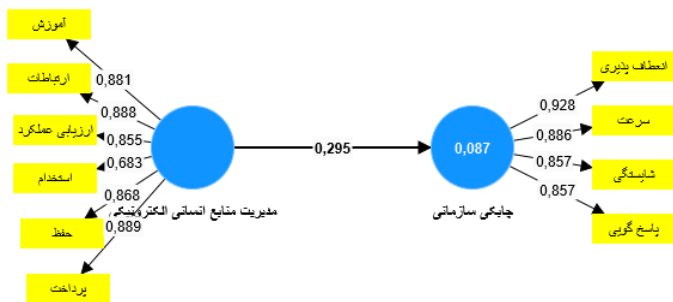 آموزش
ارتباطات
ارزیابی عملکرد
استخدام
حفظ
پرداخت
0,881
0,888
0,855
0,683
0,868
0,889
مدیریت منابع انسانی الکترونیکی
0,295
0,087
چابکی سازمانی
0,928
0,886
0,857
0,857
انعطاف پذیری
سرعت
شایستگی
پاسخ گویی